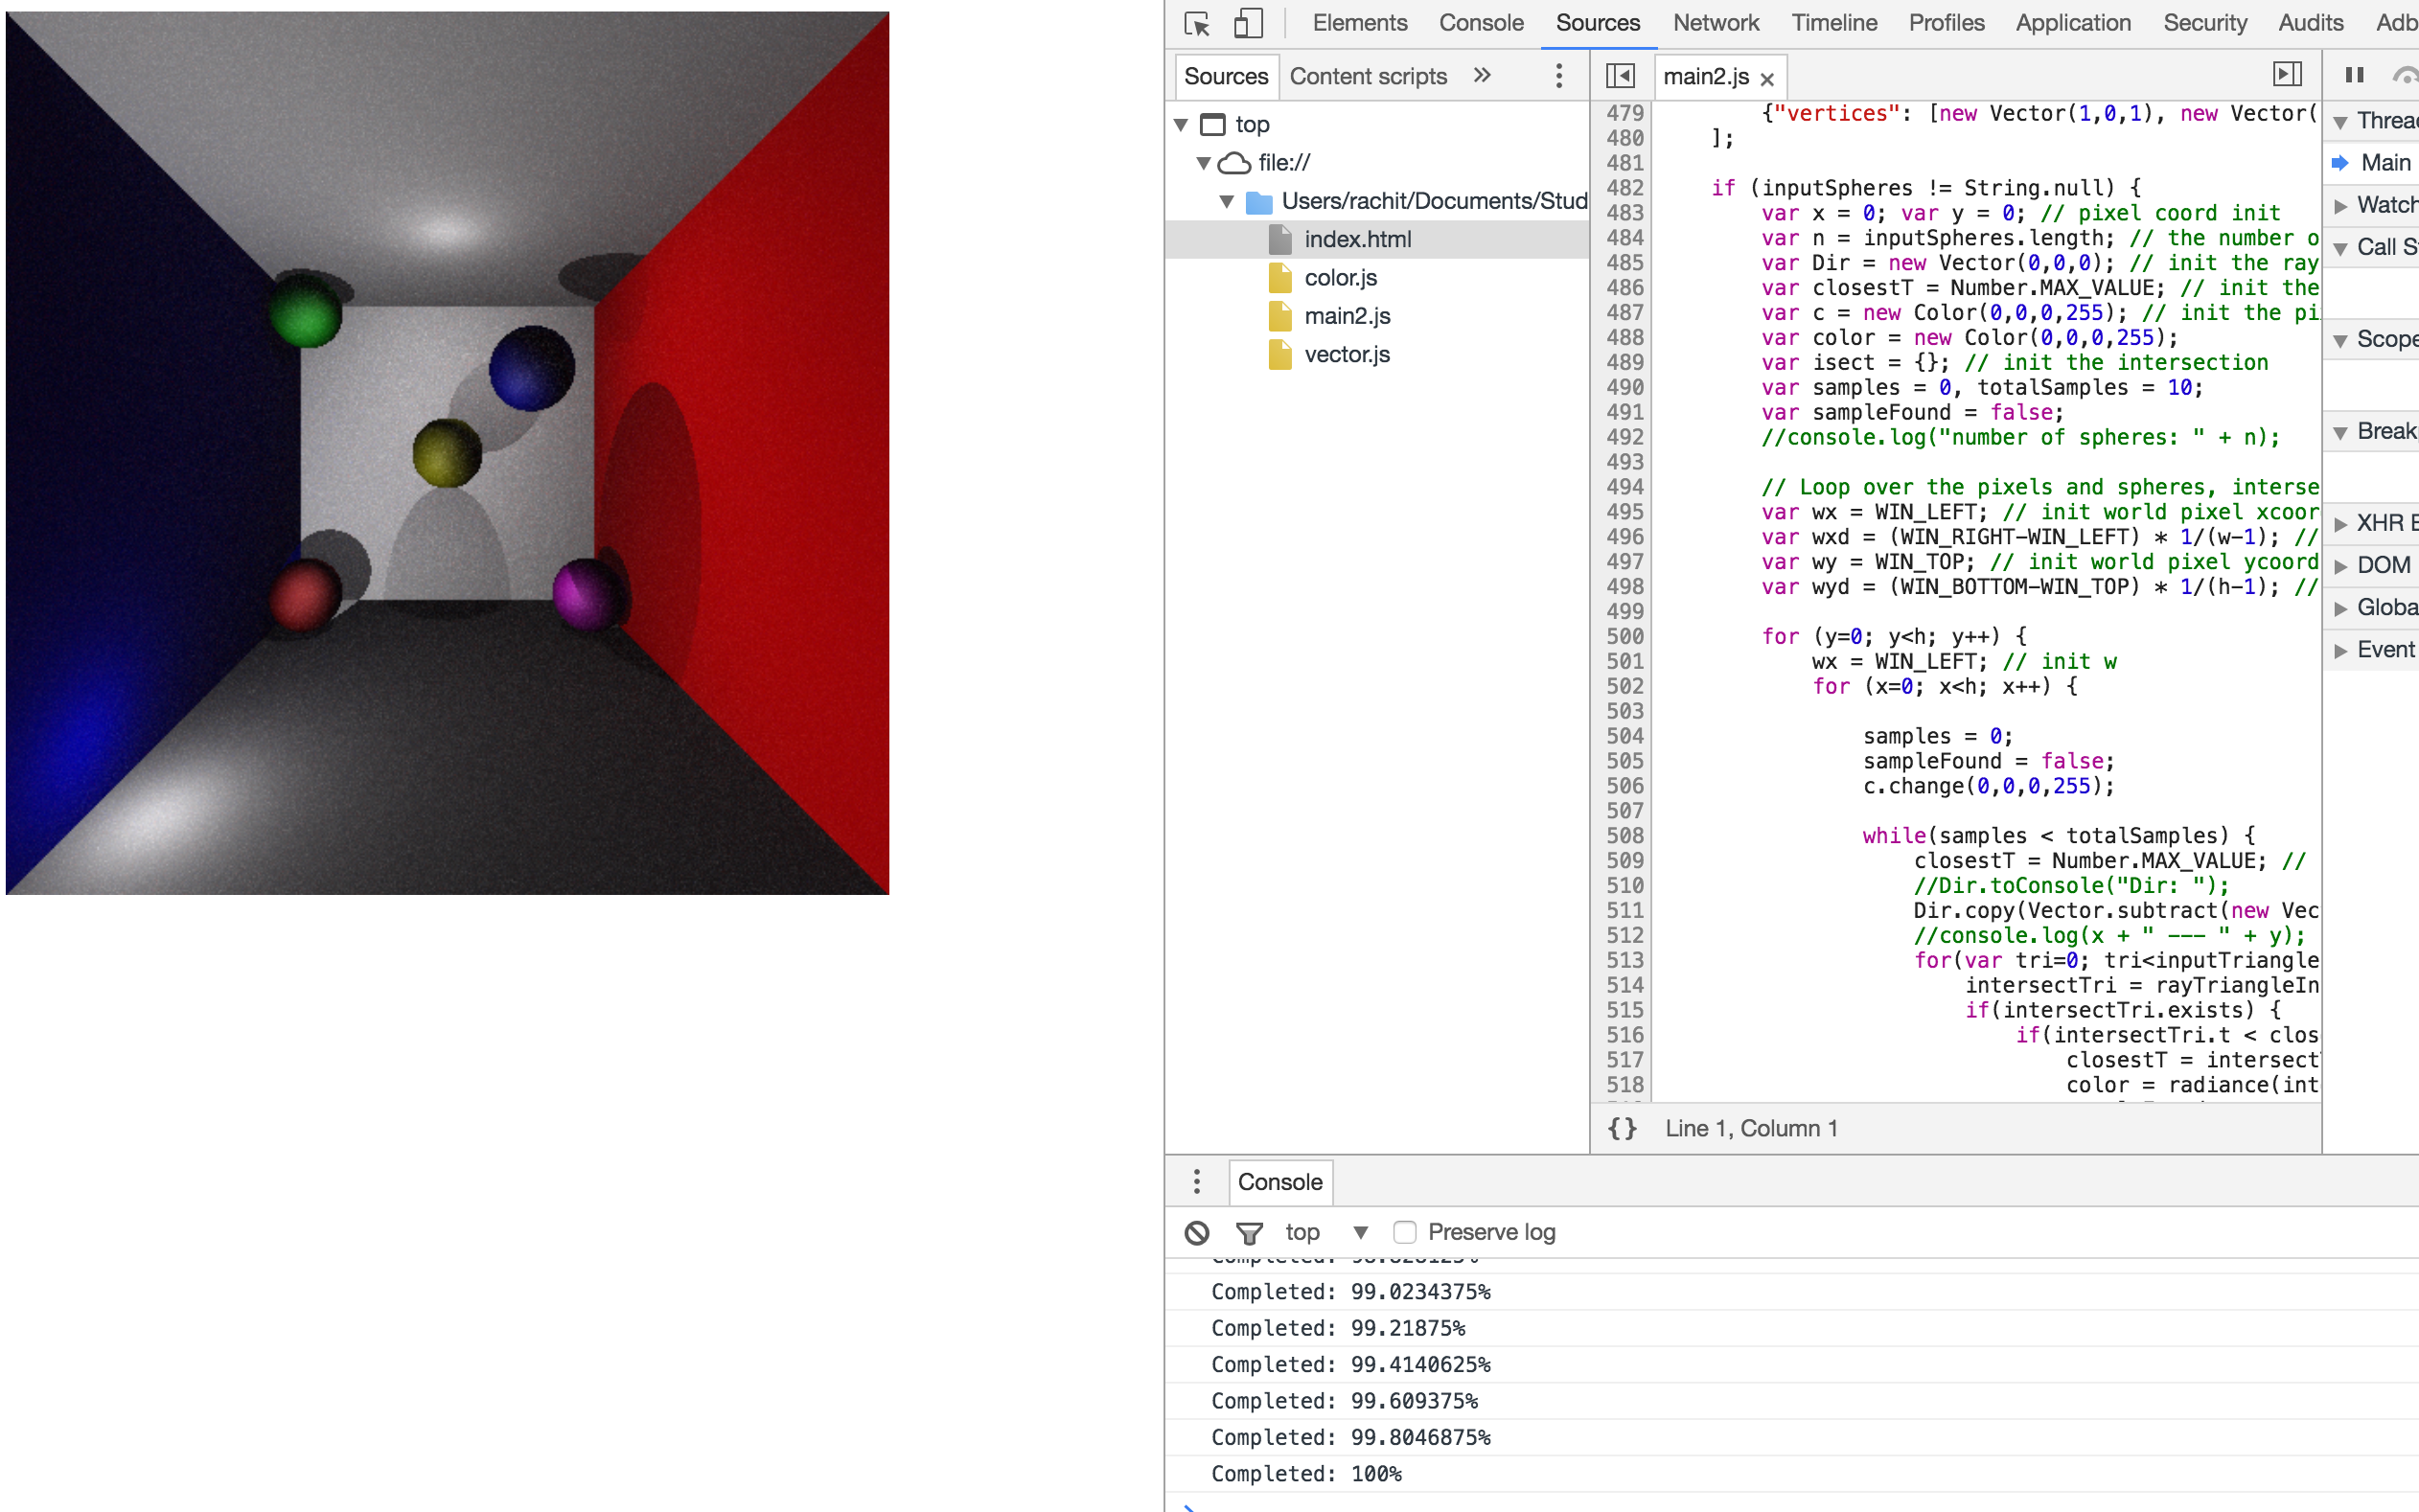 Elements Console Sources Network Timeline Profiles Application Security Audits Adb
Sources Content scripts »
main2.js ×
top
file://
Users/rachit/Documents/Stud
index.html
color.js
main2.js
vector.js
479 {"vertices": [new Vector(1,0,1), new Vector(
480 ];
481
482 if (inputSpheres != String.null) {
483 var x = 0; var y = 0; // pixel coord init
484 var n = inputSpheres.length; // the number o
485 var Dir = new Vector(0,0,0); // init the ray
486 var closestT = Number.MAX_VALUE; // init the
487 var c = new Color(0,0,0,255); // init the pi
488 var color = new Color(0,0,0,255);
489 var isect = {}; // init the intersection
490 var samples = 0, totalSamples = 10;
491 var sampleFound = false;
492 //console.log("number of spheres: " + n);
493
494 // Loop over the pixels and spheres, interse
495 var wx = WIN_LEFT; // init world pixel xcoor
496 var wxd = (WIN_RIGHT-WIN_LEFT) * 1/(w-1); //
497 var wy = WIN_TOP; // init world pixel ycoord
498 var wyd = (WIN_BOTTOM-WIN_TOP) * 1/(h-1); //
499
500 for (y=0; y<h; y++) {
501 wx = WIN_LEFT; // init w
502 for (x=0; x<h; x++) {
503
504 samples = 0;
505 sampleFound = false;
506 c.change(0,0,0,255);
507
508 while(samples < totalSamples) {
509 closestT = Number.MAX_VALUE; //
510 //Dir.toConsole("Dir: ");
511 Dir.copy(Vector.subtract(new Vec
512 //console.log(x + " --- " + y);
513 for(var tri=0; tri<inputTriangle
514 intersectTri = rayTriangleIn
515 if(intersectTri.exists) {
516 if(intersectTri.t < clos
517 closestT = intersect
518 color = radiance(int
{} Line 1, Column 1
Threa
Main
Watch
Call S
Scope
Break
XHR B
DOM
Globa
Event
Console
top Preserve log
Completed: 99.0234375%
Completed: 99.21875%
Completed: 99.4140625%
Completed: 99.609375%
Completed: 99.8046875%
Completed: 100%